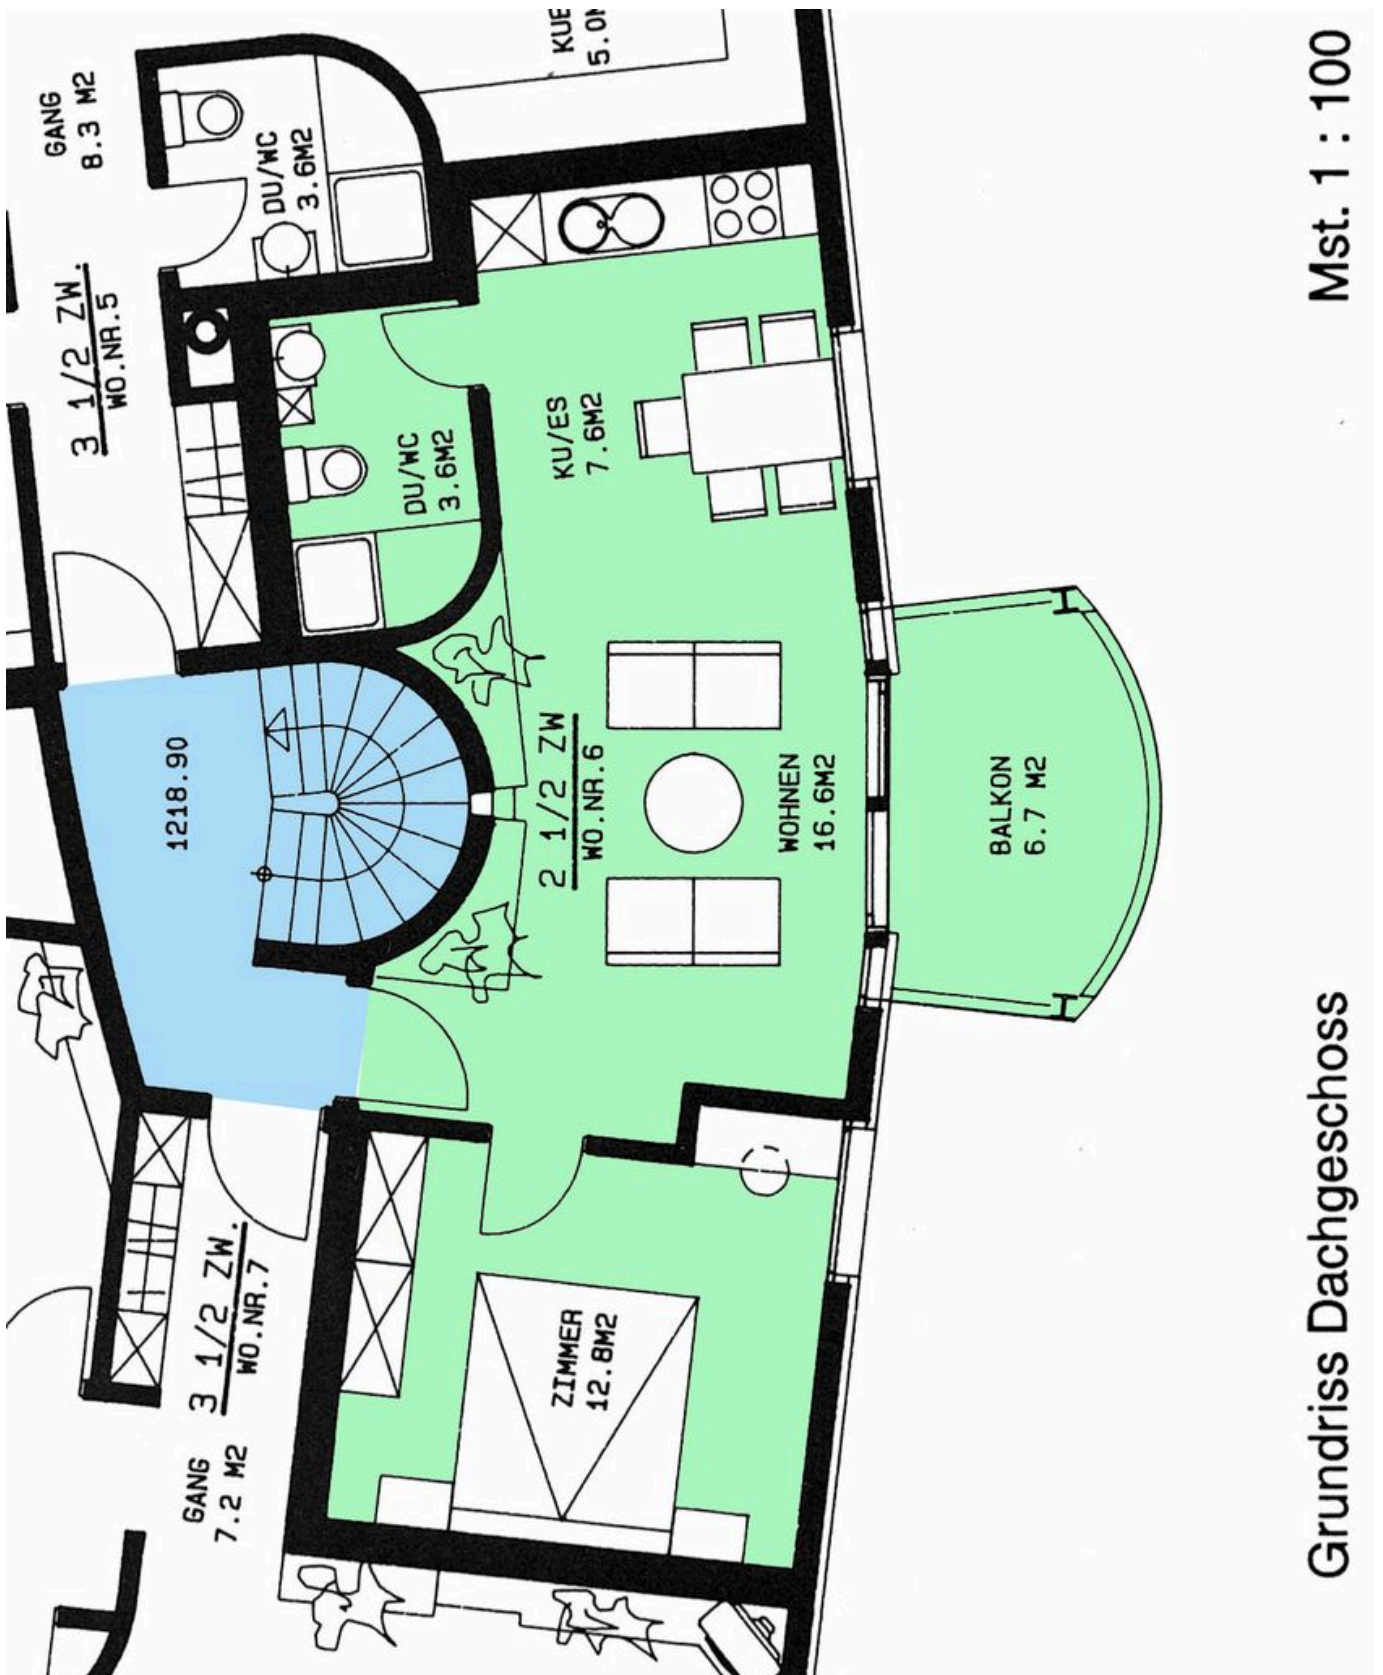 GANG
8.3 M2
DU/WC
3.6M2
3 1/2 ZW.
WO.NR.5
DU/WC
3.6M2
KU/ES
7.6M2
1218.90
2 1/2 ZW
WO.NR.6
WOHNEN
16.6M2
BALKON
6.7 M2
3 1/2 ZW.
WO.NR.7
GANG
7.2 M2
ZIMMER
12.8M2
Grundriss Dachgeschoss
Mst. 1 : 100